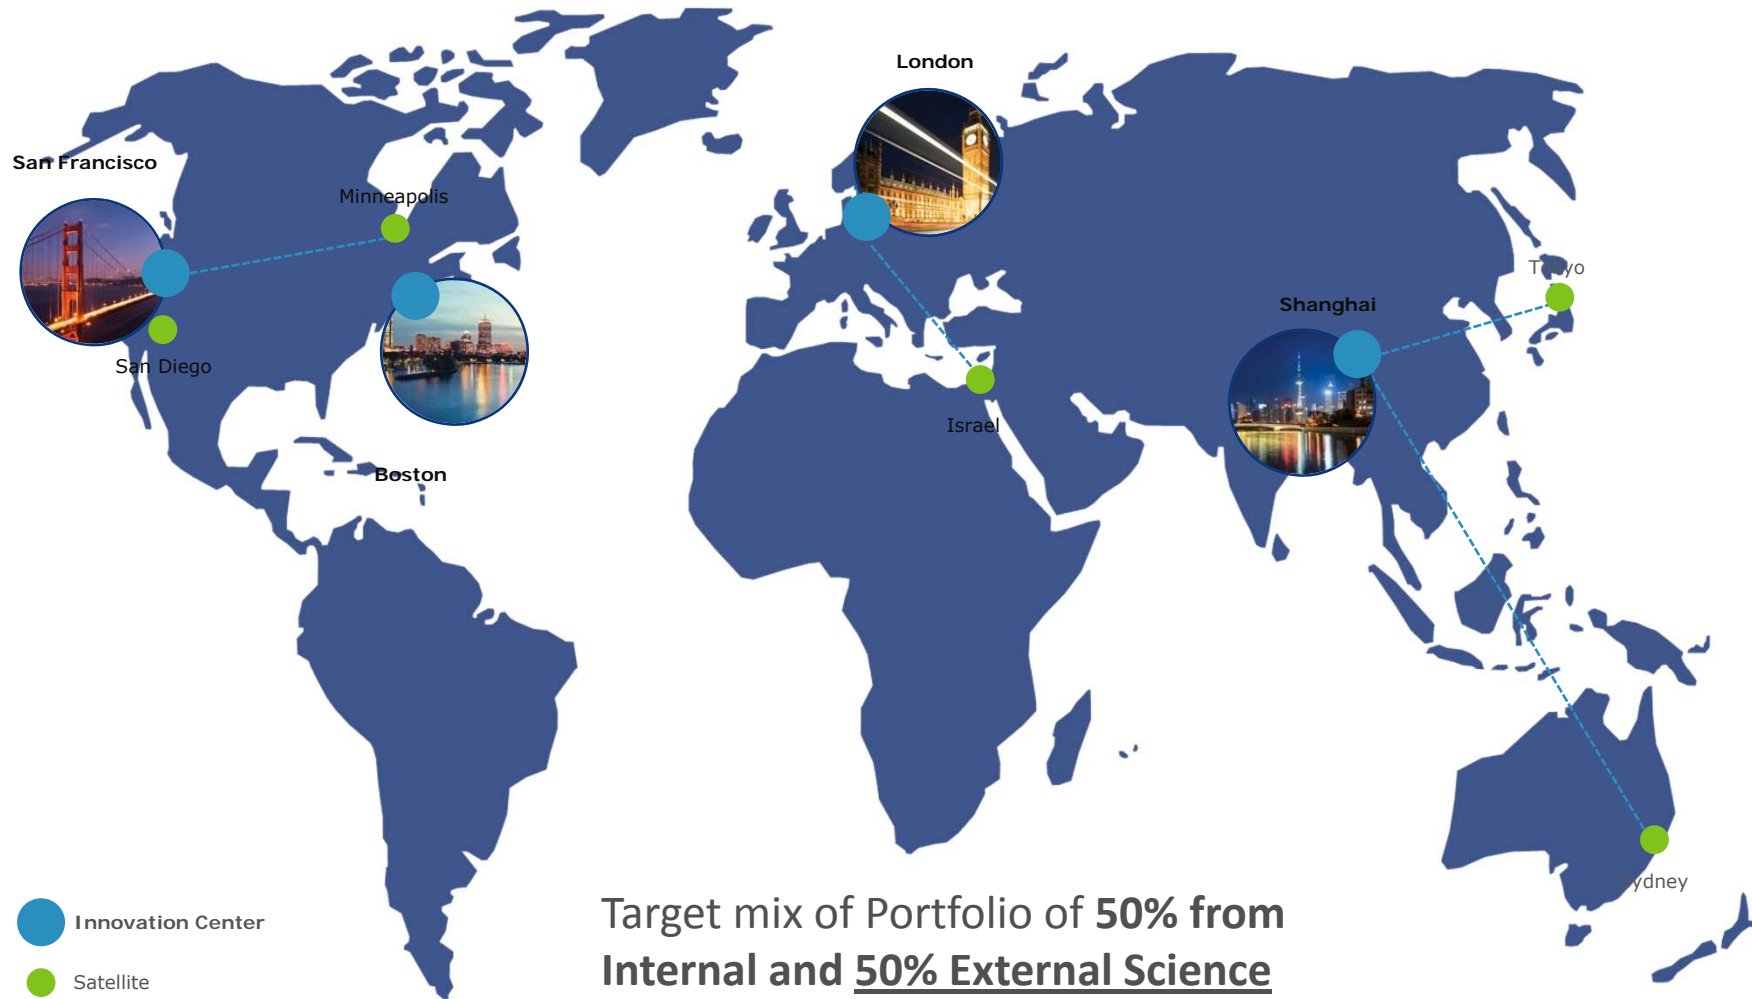 London
San Francisco
Minneapolis
Tokyo
Shanghai
San Diego
Israel
Boston
Sydney
Innovation Center
Satellite
Target mix of Portfolio of 50% from
Internal and 50% External Science